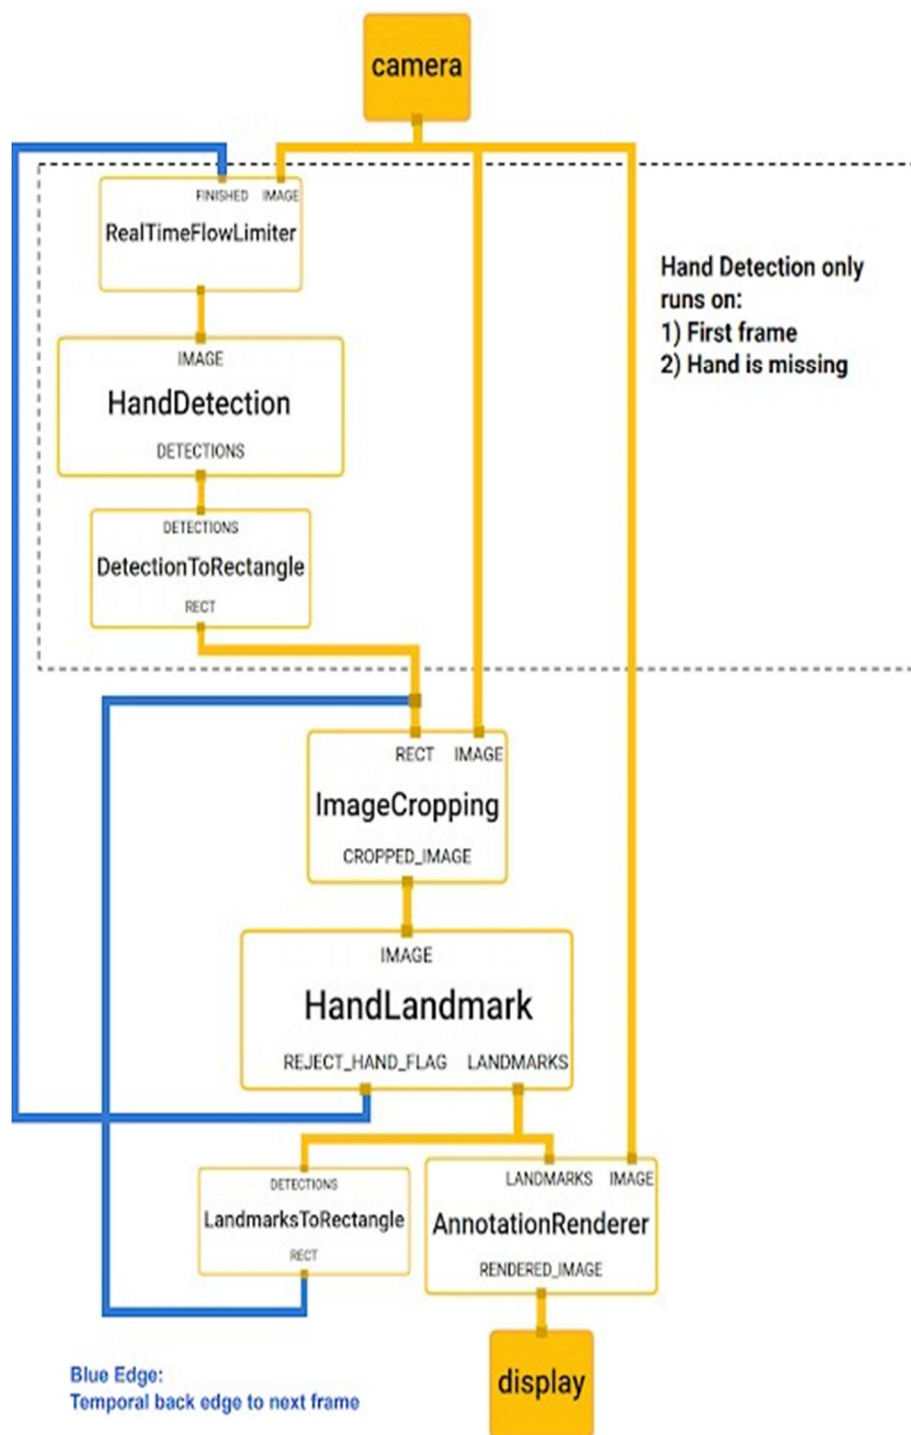 camera
FINISHED IMAGE
RealTimeFlowLimiter
Hand Detection only
runs on:
1) First frame
2) Hand is missing
IMAGE
HandDetection
DETECTIONS
DETECTIONS
DetectionToRectangle
RECT
RECT IMAGE
ImageCropping
CROPPED_IMAGE
IMAGE
HandLandmark
REJECT_HAND_FLAG LANDMARKS
DETECTIONS
LandmarksToRectangle
RECT
LANDMARKS IMAGE
AnnotationRenderer
RENDERED_IMAGE
display
Blue Edge:
Temporal back edge to next frame